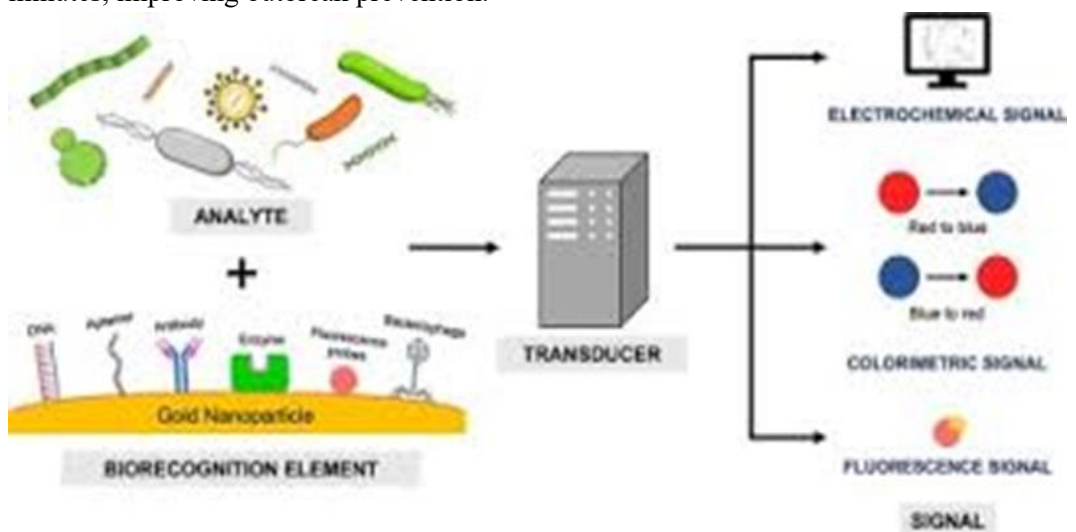 ANALYTE
+
DNA
Aptamer
Antibody
Enzyme
Fluorescence
probes
Bacteriophage
Gold Nanoparticle
BIORECOGNITION ELEMENT
TRANSDUCER
ELECTROCHEMICAL SIGNAL
Red to blue
Blue to red
COLORIMETRIC SIGNAL
FLUORESCENCE SIGNAL
SIGNAL